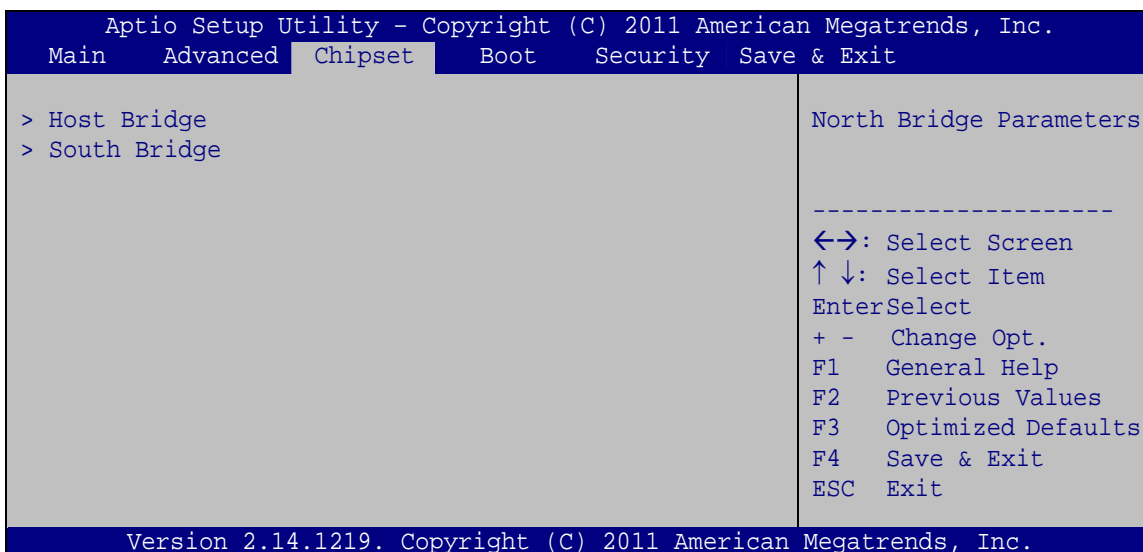 Aptio Setup Utility – Copyright (C) 2011 American Megatrends, Inc.
Main Advanced Chipset Boot Security Save & Exit
> Host Bridge
> South Bridge
North Bridge Parameters
----------------------
←→: Select Screen
↑ ↓: Select Item
EnterSelect
+ - Change Opt.
F1 General Help
F2 Previous Values
F3 Optimized Defaults
F4 Save & Exit
ESC Exit
Version 2.14.1219. Copyright (C) 2011 American Megatrends, Inc.